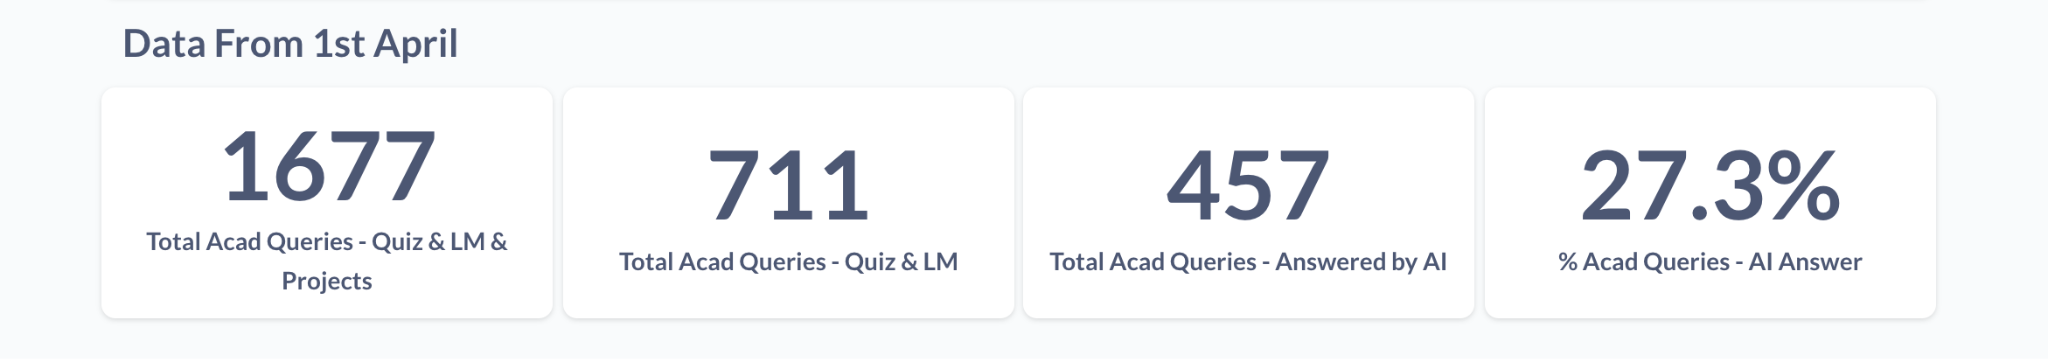 Data From 1st April
1677
Total Acad Queries - Quiz & LM &
Projects
711
Total Acad Queries - Quiz & LM
457
Total Acad Queries - Answered by AI
27.3%
% Acad Queries - AI Answer